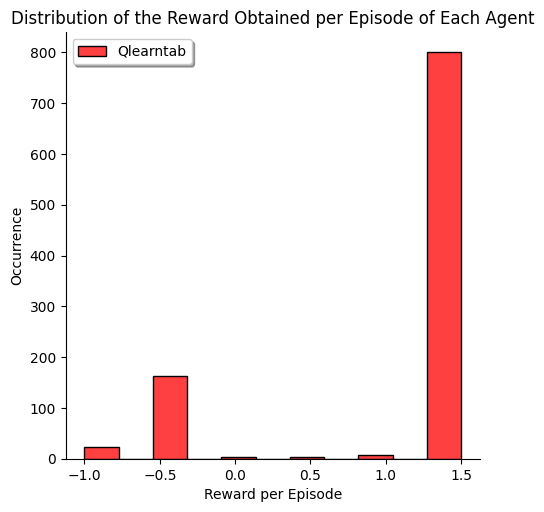 Distribution of the Reward Obtained per Episode of Each Agent
Qlearntab
800
700
600
500
400
300
200
100
0
Occurrence
−1.0 −0.5 0.0 0.5 1.0 1.5
Reward per Episode